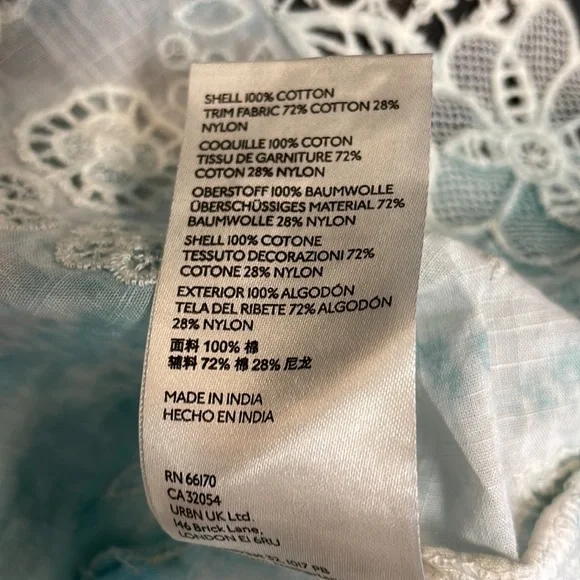 SHELL 100% COTTON
TRIM FABRIC 72% COTTON 28%
NYLON
COQUILLE 100% COTON
TISSU DE GARNITURE 72%
COTON 28% NYLON
OBERSTOFF 100% BAUMWOLLE
ÜBERSCHÜSSIGES MATERIAL 72%
BAUMWOLLE 28% NYLON
SHELL 100% COTONE
TESSUTO DECORAZIONI 72%
COTONE 28% NYLON
EXTERIOR 100% ALGODÓN
TELA DEL RIBETE 72% ALGODÓN
28% NYLON
面料 100% 棉
辅料 72% 棉 28% 尼龙
MADE IN INDIA
HECHO EN INDIA
RN 66170
CA 32054
URBN UK Ltd.
146 Brick Lane,
LONDON E1 6RU
52, 1017 PB